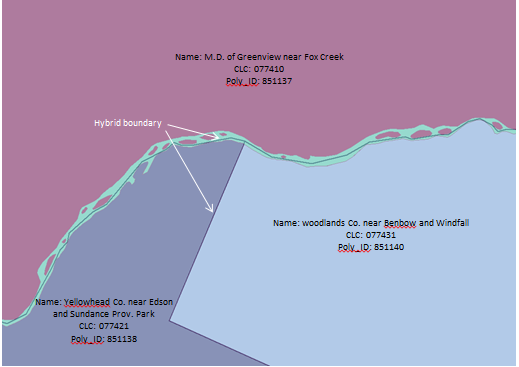 Name: M.D. of Greenview near Fox Creek
CLC: 077410
Poly_ID: 851137
Hybrid boundary
Name: woodlands Co. near Benbow and Windfall
CLC: 077431
Poly_ID: 851140
Name: Yellowhead Co. near Edson
and Sundance Prov. Park
CLC: 077421
Poly_ID: 851138